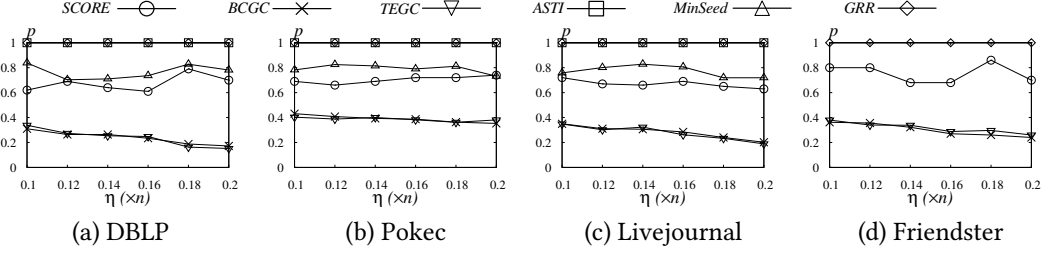 SCORE BCGC TEGC ASTI MinSeed GRR
p p p p
1 1 1 1
0.8 0.8 0.8 0.8
0.6 0.6 0.6 0.6
0.4 0.4 0.4 0.4
0.2 0.2 0.2 0.2
0 0 0 0
0.1 0.12 0.14 0.16 0.18 0.2 0.1 0.12 0.14 0.16 0.18 0.2 0.1 0.12 0.14 0.16 0.18 0.2 0.1 0.12 0.14 0.16 0.18 0.2
η (×n) η (×n) η (×n) η (×n)
(a) DBLP (b) Pokec (c) Livejournal (d) Friendster